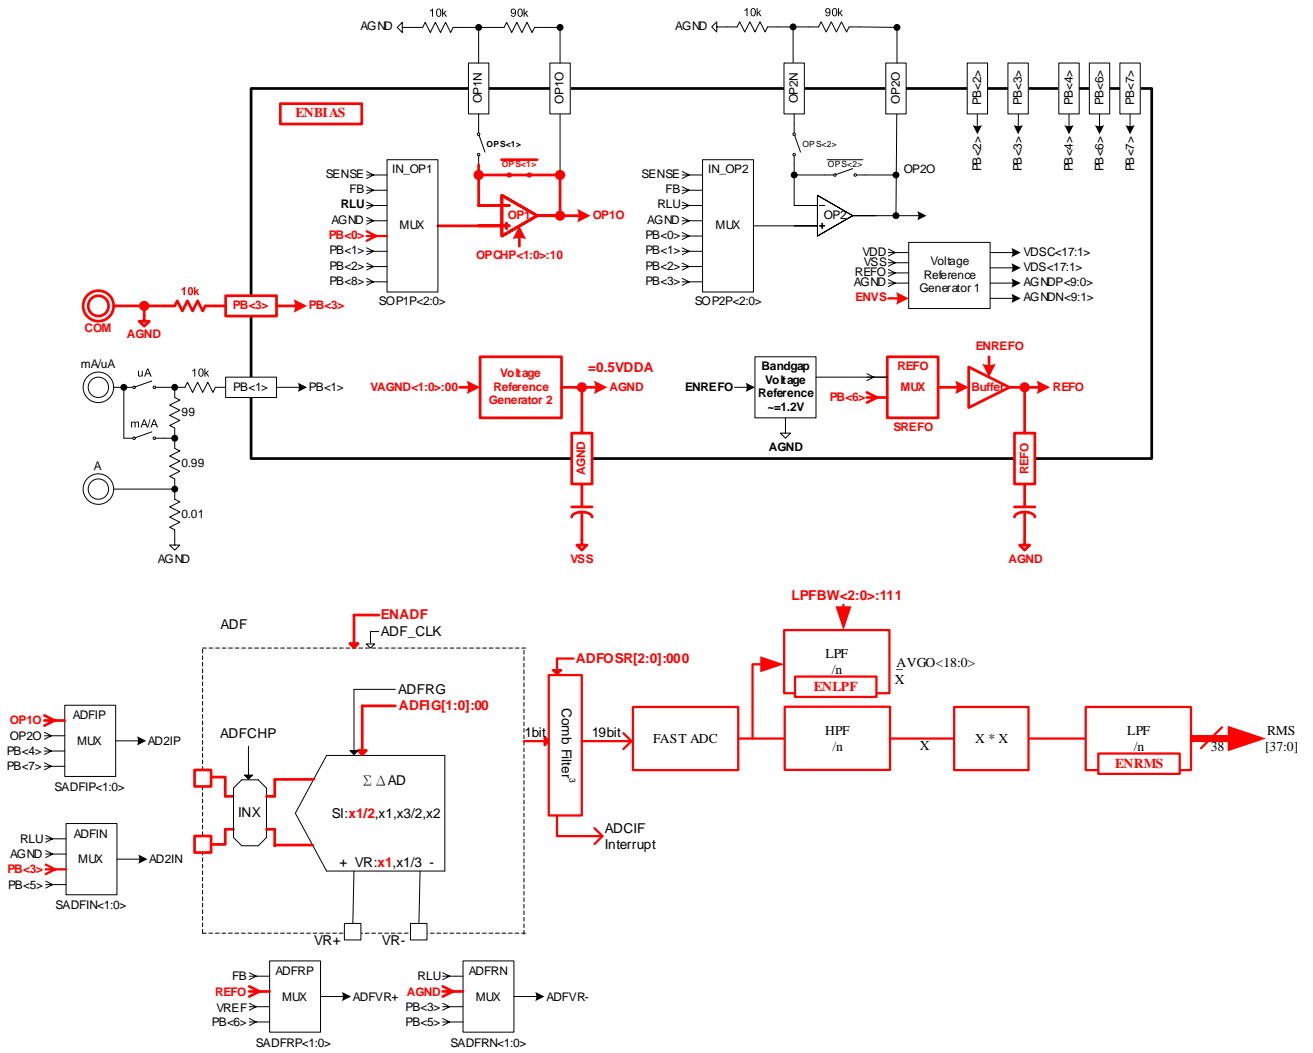 10k
90k
AGND
OP1N
OP1O
10k
90k
AGND
OP2N
OP2O
PB<2>
PB<3>
PB<4>
PB<6>
PB<7>
PB<2>
PB<3>
PB<4>
PB<6>
PB<7>
ENBIAS
OPS<1>
OPS<1>
IN_OP1
SENSE
FB
RLU
AGND
PB<0>
PB<1>
PB<2>
PB<8>
MUX
SOP1P<2:0>
OP1
OP1O
OPCHP<1:0>:10
OPS<2>
OPS<2>
OP2O
IN_OP2
SENSE
FB
RLU
AGND
PB<0>
PB<1>
PB<2>
PB<3>
MUX
SOP2P<2:0>
OP2
VDD
VSS
REFO
AGND
ENVS
Voltage
Reference
Generator 1
VDSC<17:1>
VDS<17:1>
AGNDP<9:0>
AGNDN<9:1>
COM
AGND
10k
PB<3>
PB<3>
mA/uA
uA
10k
PB<1>
PB<1>
99
mA/A
0.99
A
0.01
AGND
VAGND<1:0>:00
Voltage
Reference
Generator 2
=0.5VDDA
AGND
AGND
VSS
ENREFO
Bandgap
Voltage
Reference
~=1.2V
AGND
PB<6>
REFO
MUX
SREFO
ENREFO
Buffer
REFO
REFO
AGND
ADF
ENADF
ADF_CLK
ADFRG
ADFIG[1:0]:00
ADFCHP
INX
Σ Δ AD
SI:x1/2,x1,x3/2,x2
+ VR:x1,x1/3 -
VR+
VR-
OP1O
OP2O
PB<4>
PB<7>
ADFIP
MUX
AD2IP
SADFIP<1:0>
RLU
AGND
PB<3>
PB<5>
ADFIN
MUX
AD2IN
SADFIN<1:0>
FB
REFO
VREF
PB<6>
ADFRP
MUX
ADFVR+
SADFRP<1:0>
RLU
AGND
PB<3>
PB<5>
ADFRN
MUX
ADFVR-
SADFRN<1:0>
1bit
ADFOSR[2:0]:000
Comb
Filter3
19bit
ADCIF
Interrupt
FAST ADC
LPFBW<2:0>:111
LPF
/n
ENLPF
AVGO<18:0>
X
HPF
/n
X
X * X
LPF
/n
ENRMS
38
RMS
[37:0]